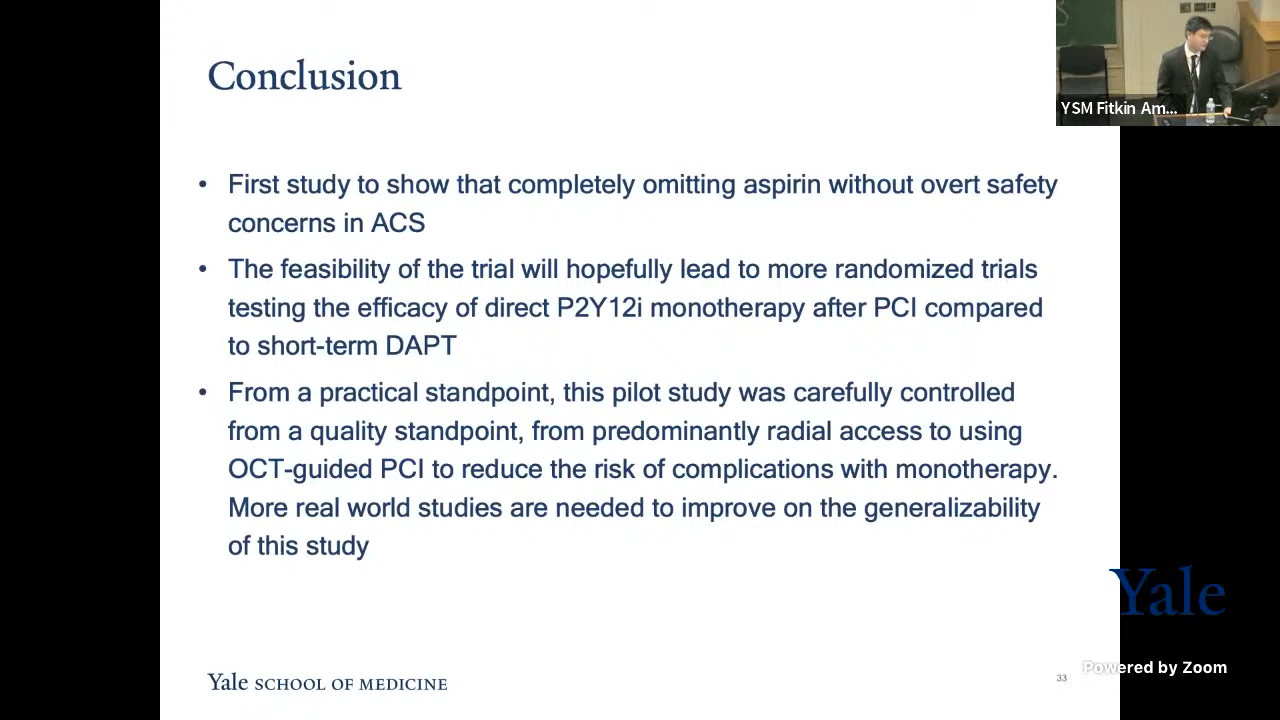 Conclusion
YSM Fitkin Am...
• First study to show that completely omitting aspirin without overt safety
concerns in ACS
• The feasibility of the trial will hopefully lead to more randomized trials
testing the efficacy of direct P2Y12i monotherapy after PCI compared
to short-term DAPT
• From a practical standpoint, this pilot study was carefully controlled
from a quality standpoint, from predominantly radial access to using
OCT-guided PCI to reduce the risk of complications with monotherapy.
More real world studies are needed to improve on the generalizability
of this study
Yale
Powered by Zoom
Yale SCHOOL OF MEDICINE
33